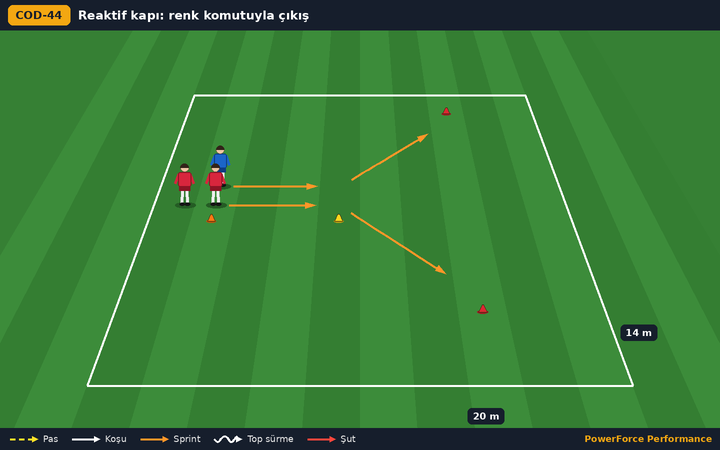 COD-44 Reaktif kapı: renk komutuyla çıkış
14 m
20 m
Pas Koşu Sprint Top sürme Şut PowerForce Performance